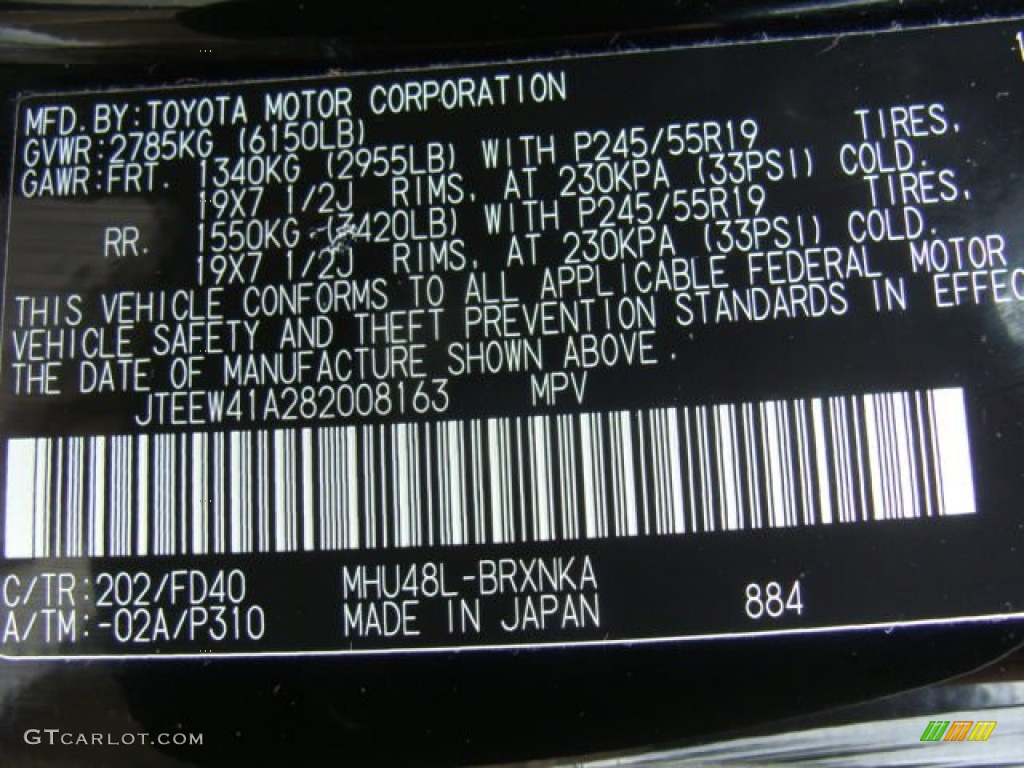 MFD. BY: TOYOTA MOTOR CORPORATION
GVWR: 2785KG (6150LB)
GAWR: FRT. 1340KG (2955LB) WITH P245/55R19 TIRES,
19X7 1/2J RIMS, AT 230KPA (33PSI) COLD.
RR. 1550KG (3420LB) WITH P245/55R19 TIRES,
19X7 1/2J RIMS, AT 230KPA (33PSI) COLD.
THIS VEHICLE CONFORMS TO ALL APPLICABLE FEDERAL MOTOR
VEHICLE SAFETY AND THEFT PREVENTION STANDARDS IN EFFEC
THE DATE OF MANUFACTURE SHOWN ABOVE.
JTEEW41A282008163 MPV
C/TR: 202/FD40 MHU48L-BRXNKA
A/TM: -02A/P310 MADE IN JAPAN 884
GTCARLOT.COM